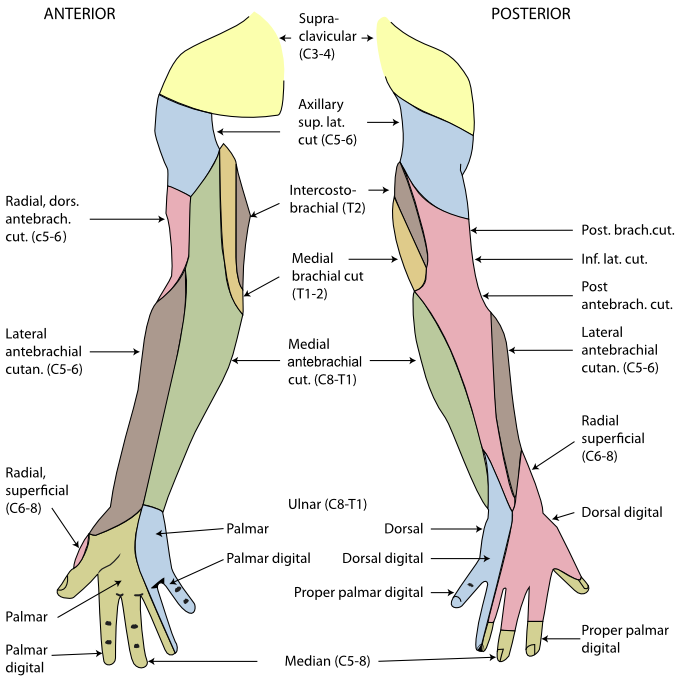 ANTERIOR
POSTERIOR
Supra-
clavicular
(C3-4)
Axillary
sup. lat.
cut (C5-6)
Radial, dors.
antebrach.
cut. (c5-6)
Intercosto-
brachial (T2)
Post. brach.cut.
Inf. lat. cut.
Medial
brachial cut
(T1-2)
Post
antebrach. cut.
Lateral
antebrachial
cutan. (C5-6)
Medial
antebrachial
cut. (C8-T1)
Lateral
antebrachial
cutan. (C5-6)
Radial
superficial
(C6-8)
Radial,
superficial
(C6-8)
Ulnar (C8-T1)
Palmar
Dorsal
Dorsal digital
Palmar digital
Dorsal digital
Proper palmar digital
Palmar
Palmar
digital
Median (C5-8)
Proper palmar
digital